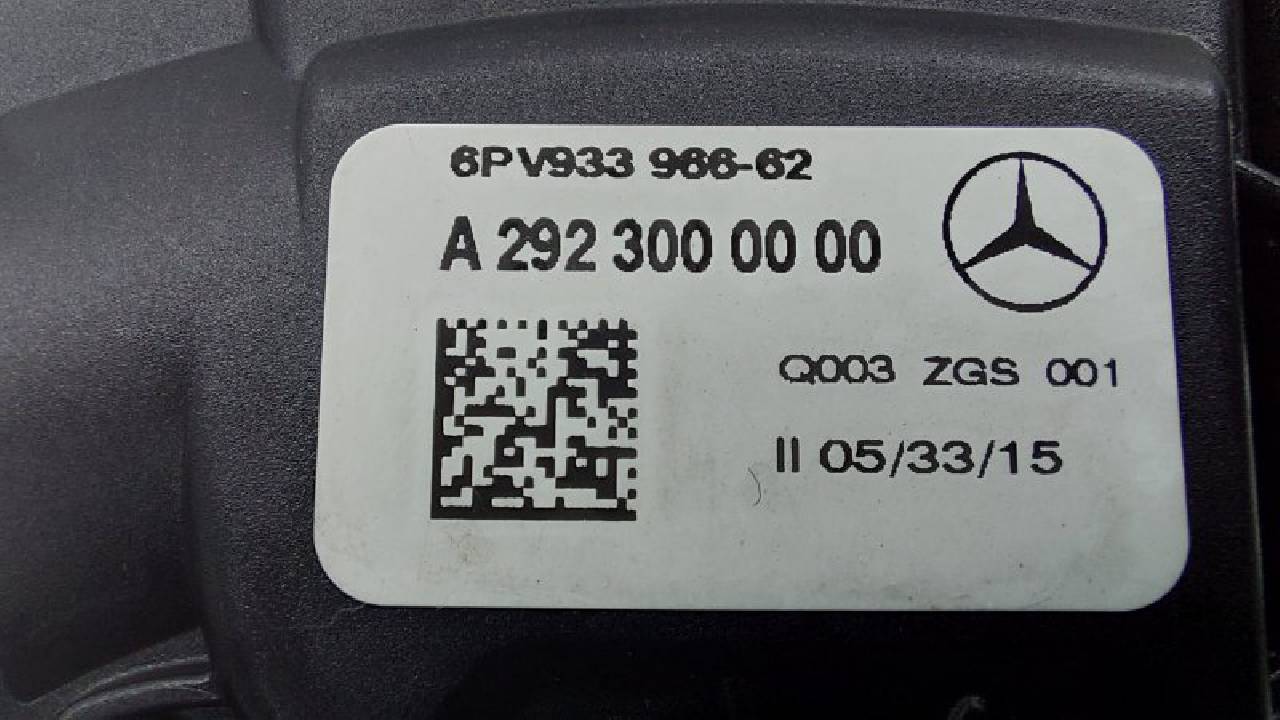 6PV933 966-62
A 292 300 00 00
Q003 ZGS 001
II 05/33/15